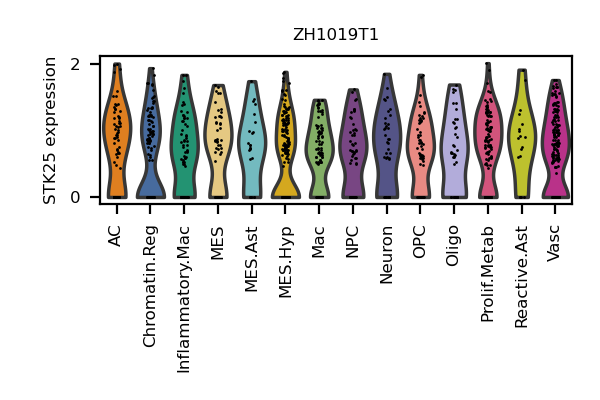 ZH1019T1
STK25 expression
2
0
AC
Chromatin.Reg
Inflammatory.Mac
MES
MES.Ast
MES.Hyp
Mac
NPC
Neuron
OPC
Oligo
Prolif.Metab
Reactive.Ast
Vasc